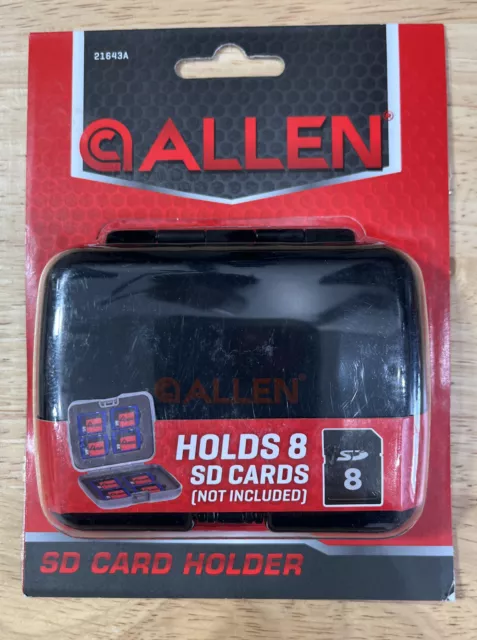 21643A
ALLEN®
ALLEN
HOLDS 8
SD CARDS
(NOT INCLUDED)
SD
8
SD CARD HOLDER